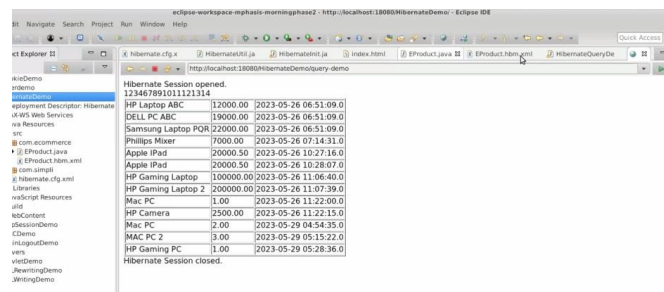 eclipse-workspace-mphasis-morningphase2 - http://localhost:18080/HibernateDemo/ - Eclipse IDE
dit Navigate Search Project Run Window Help
Quick Access
ect Explorer
hibernate.cfg.x HibernateUtil.ja HibernateInit.ja index.html EProduct.java EProduct.hbm.xml HibernateQueryDe
http://localhost:18080/HibernateDemo/query-demo
okieDemo
erdemo
ernateDemo
eployment Descriptor: Hibernate
X-WS Web Services
va Resources
src
com.ecommerce
EProduct.java
EProduct.hbm.xml
com.simpli
hibernate.cfg.xml
Libraries
vaScript Resources
uild
WebContent
pSessionDemo
CDemo
inLogoutDemo
vers
vletDemo
_RewritingDemo
_WritingDemo
Hibernate Session opened.
1234678910111213​14
HP Laptop ABC 12000.00 2023-05-26 06:51:09.0
DELL PC ABC 19000.00 2023-05-26 06:51:09.0
Samsung Laptop PQR 22000.00 2023-05-26 06:51:09.0
Phillips Mixer 7000.00 2023-05-26 07:14:31.0
Apple IPad 20000.50 2023-05-26 10:27:16.0
Apple IPad 20000.50 2023-05-26 10:28:07.0
HP Gaming Laptop 100000.00 2023-05-26 11:06:40.0
HP Gaming Laptop 2 200000.00 2023-05-26 11:07:39.0
Mac PC 1.00 2023-05-26 11:22:00.0
HP Camera 2500.00 2023-05-26 11:22:15.0
Mac PC 2.00 2023-05-29 04:54:35.0
MAC PC 2 3.00 2023-05-29 05:15:22.0
HP Gaming PC 1.00 2023-05-29 05:28:36.0
Hibernate Session closed.